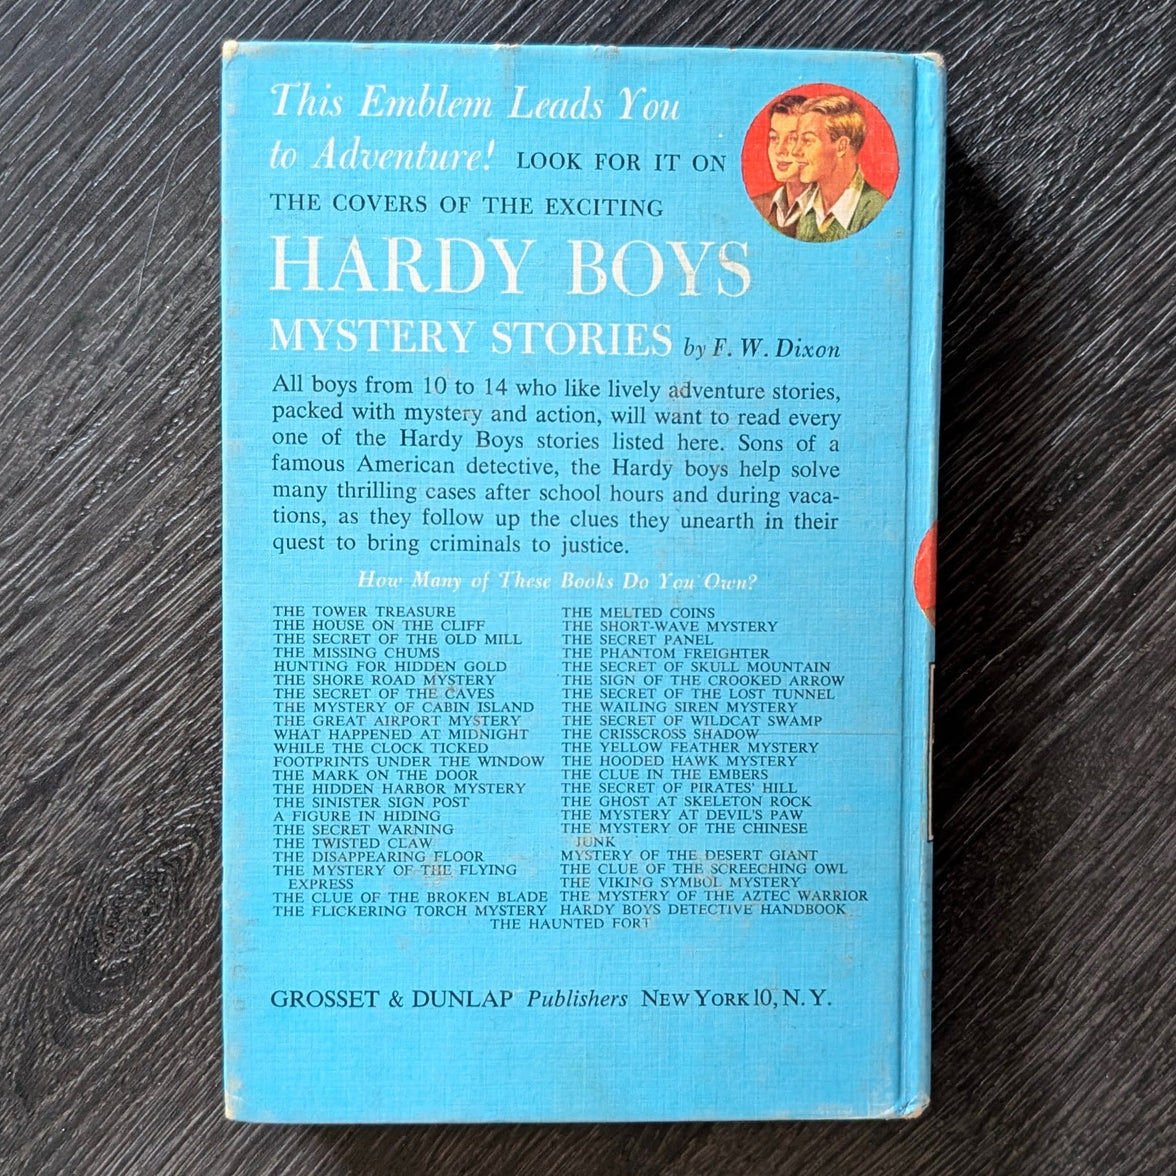 This Emblem Leads You
to Adventure! LOOK FOR IT ON
THE COVERS OF THE EXCITING
HARDY BOYS
MYSTERY STORIES by F. W. Dixon
All boys from 10 to 14 who like lively adventure stories,
packed with mystery and action, will want to read every
one of the Hardy Boys stories listed here. Sons of a
famous American detective, the Hardy boys help solve
many thrilling cases after school hours and during vaca-
tions, as they follow up the clues they unearth in their
quest to bring criminals to justice.
How Many of These Books Do You Own?
THE TOWER TREASURE
THE HOUSE ON THE CLIFF
THE SECRET OF THE OLD MILL
THE MISSING CHUMS
HUNTING FOR HIDDEN GOLD
THE SHORE ROAD MYSTERY
THE SECRET OF THE CAVES
THE MYSTERY OF CABIN ISLAND
THE GREAT AIRPORT MYSTERY
WHAT HAPPENED AT MIDNIGHT
WHILE THE CLOCK TICKED
FOOTPRINTS UNDER THE WINDOW
THE MARK ON THE DOOR
THE HIDDEN HARBOR MYSTERY
THE SINISTER SIGN POST
A FIGURE IN HIDING
THE SECRET WARNING
THE TWISTED CLAW
THE DISAPPEARING FLOOR
THE MYSTERY OF THE FLYING
EXPRESS
THE CLUE OF THE BROKEN BLADE
THE FLICKERING TORCH MYSTERY
THE MELTED COINS
THE SHORT-WAVE MYSTERY
THE SECRET PANEL
THE PHANTOM FREIGHTER
THE SECRET OF SKULL MOUNTAIN
THE SIGN OF THE CROOKED ARROW
THE SECRET OF THE LOST TUNNEL
THE WAILING SIREN MYSTERY
THE SECRET OF WILDCAT SWAMP
THE CRISSCROSS SHADOW
THE YELLOW FEATHER MYSTERY
THE HOODED HAWK MYSTERY
THE CLUE IN THE EMBERS
THE SECRET OF PIRATES' HILL
THE GHOST AT SKELETON ROCK
THE MYSTERY AT DEVIL'S PAW
THE MYSTERY OF THE CHINESE
JUNK
MYSTERY OF THE DESERT GIANT
THE CLUE OF THE SCREECHING OWL
THE VIKING SYMBOL MYSTERY
THE MYSTERY OF THE AZTEC WARRIOR
HARDY BOYS DETECTIVE HANDBOOK
THE HAUNTED FORT
GROSSET & DUNLAP Publishers NEW YORK 10, N. Y.